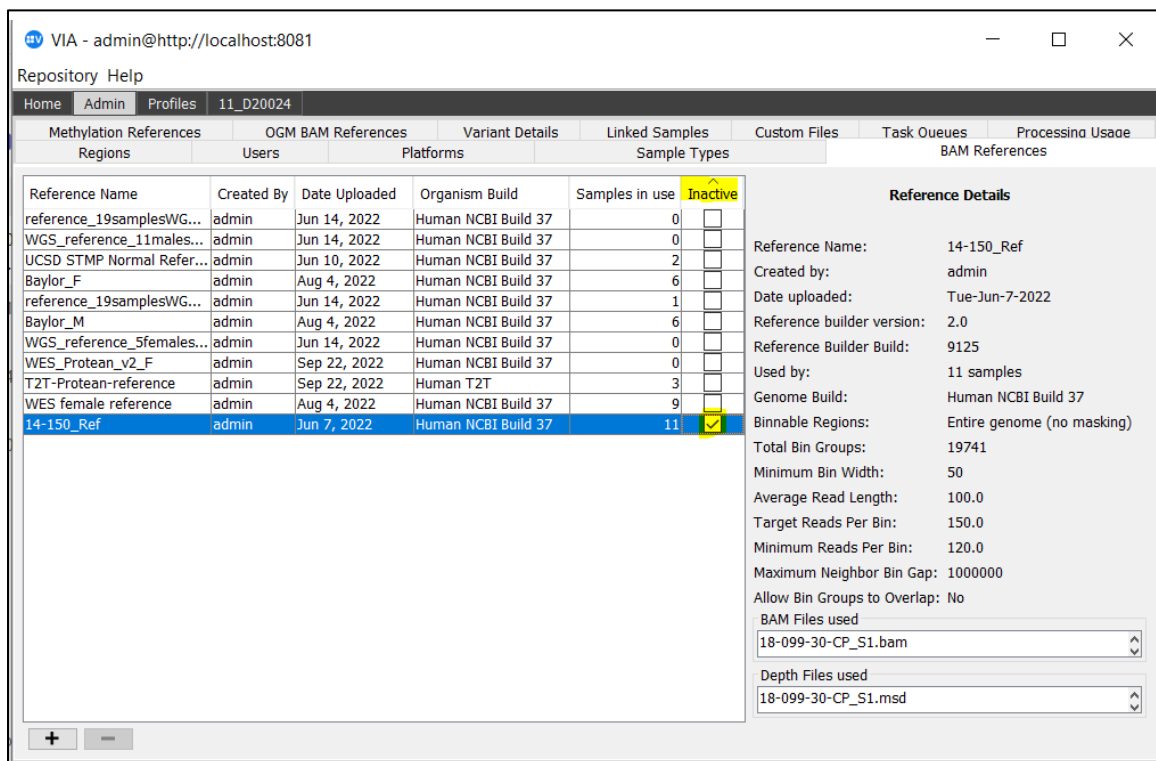 VIA - admin@http://localhost:8081
Repository Help
Home Admin Profiles 11_D20024
Methylation References OGM BAM References Variant Details Linked Samples Custom Files Task Queues Processing Usage
Regions Users Platforms Sample Types BAM References
Reference Name Created By Date Uploaded Organism Build Samples in use Inactive
reference_19samplesWG... admin Jun 14, 2022 Human NCBI Build 37 0
WGS_reference_11males... admin Jun 14, 2022 Human NCBI Build 37 0
UCSD STMP Normal Refer... admin Jun 10, 2022 Human NCBI Build 37 2
Baylor_F admin Aug 4, 2022 Human NCBI Build 37 6
reference_19samplesWG... admin Jun 14, 2022 Human NCBI Build 37 1
Baylor_M admin Aug 4, 2022 Human NCBI Build 37 6
WGS_reference_5females... admin Jun 14, 2022 Human NCBI Build 37 0
WES_Protean_v2_F admin Sep 22, 2022 Human NCBI Build 37 0
T2T-Protean-reference admin Sep 22, 2022 Human T2T 3
WES female reference admin Aug 4, 2022 Human NCBI Build 37 9
14-150_Ref admin Jun 7, 2022 Human NCBI Build 37 11
Reference Details
Reference Name: 14-150_Ref
Created by: admin
Date uploaded: Tue-Jun-7-2022
Reference builder version: 2.0
Reference Builder Build: 9125
Used by: 11 samples
Genome Build: Human NCBI Build 37
Binnable Regions: Entire genome (no masking)
Total Bin Groups: 19741
Minimum Bin Width: 50
Average Read Length: 100.0
Target Reads Per Bin: 150.0
Minimum Reads Per Bin: 120.0
Maximum Neighbor Bin Gap: 1000000
Allow Bin Groups to Overlap: No
BAM Files used
18-099-30-CP_S1.bam
Depth Files used
18-099-30-CP_S1.msd